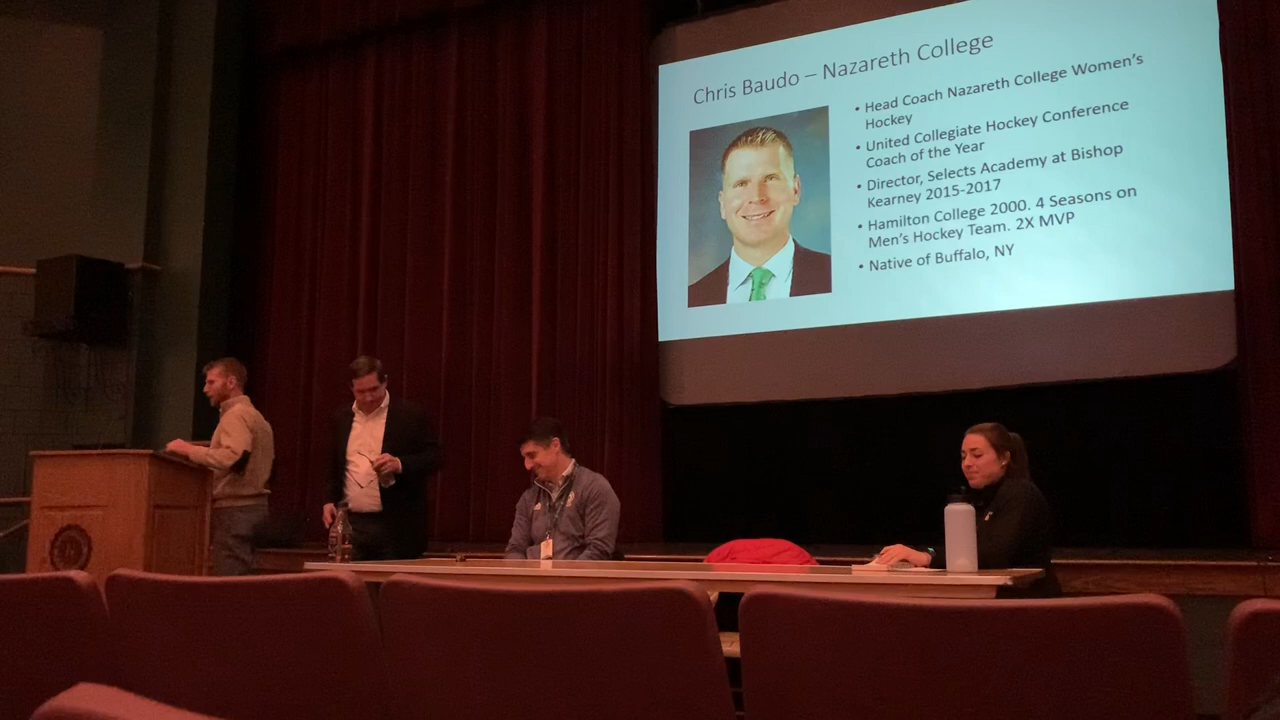 Chris Baudo – Nazareth College
• Head Coach Nazareth College Women's
Hockey
• United Collegiate Hockey Conference
Coach of the Year
• Director, Selects Academy at Bishop
Kearney 2015-2017
• Hamilton College 2000. 4 Seasons on
Men's Hockey Team. 2X MVP
• Native of Buffalo, NY